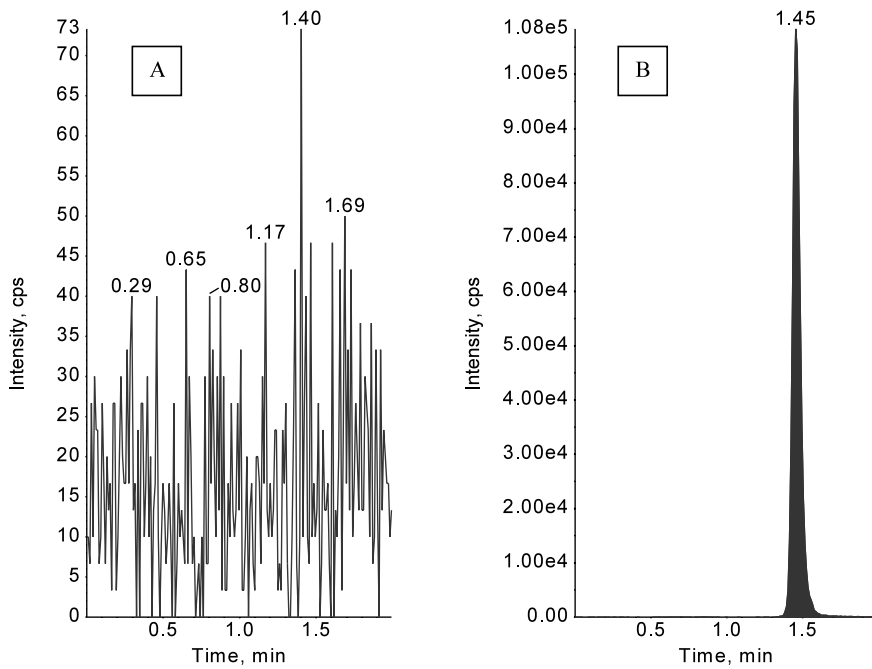 73
1.40
70
A
65
60
55
50
1.69
45
1.17
0.65
40
0.29
0.80
35
30
25
20
15
10
5
0
0.5
1.0
1.5
Time, min
Intensity, cps
1.08e5
1.45
1.00e5
B
9.00e4
8.00e4
7.00e4
6.00e4
5.00e4
4.00e4
3.00e4
2.00e4
1.00e4
0.00
0.5
1.0
1.5
Time, min
Intensity, cps